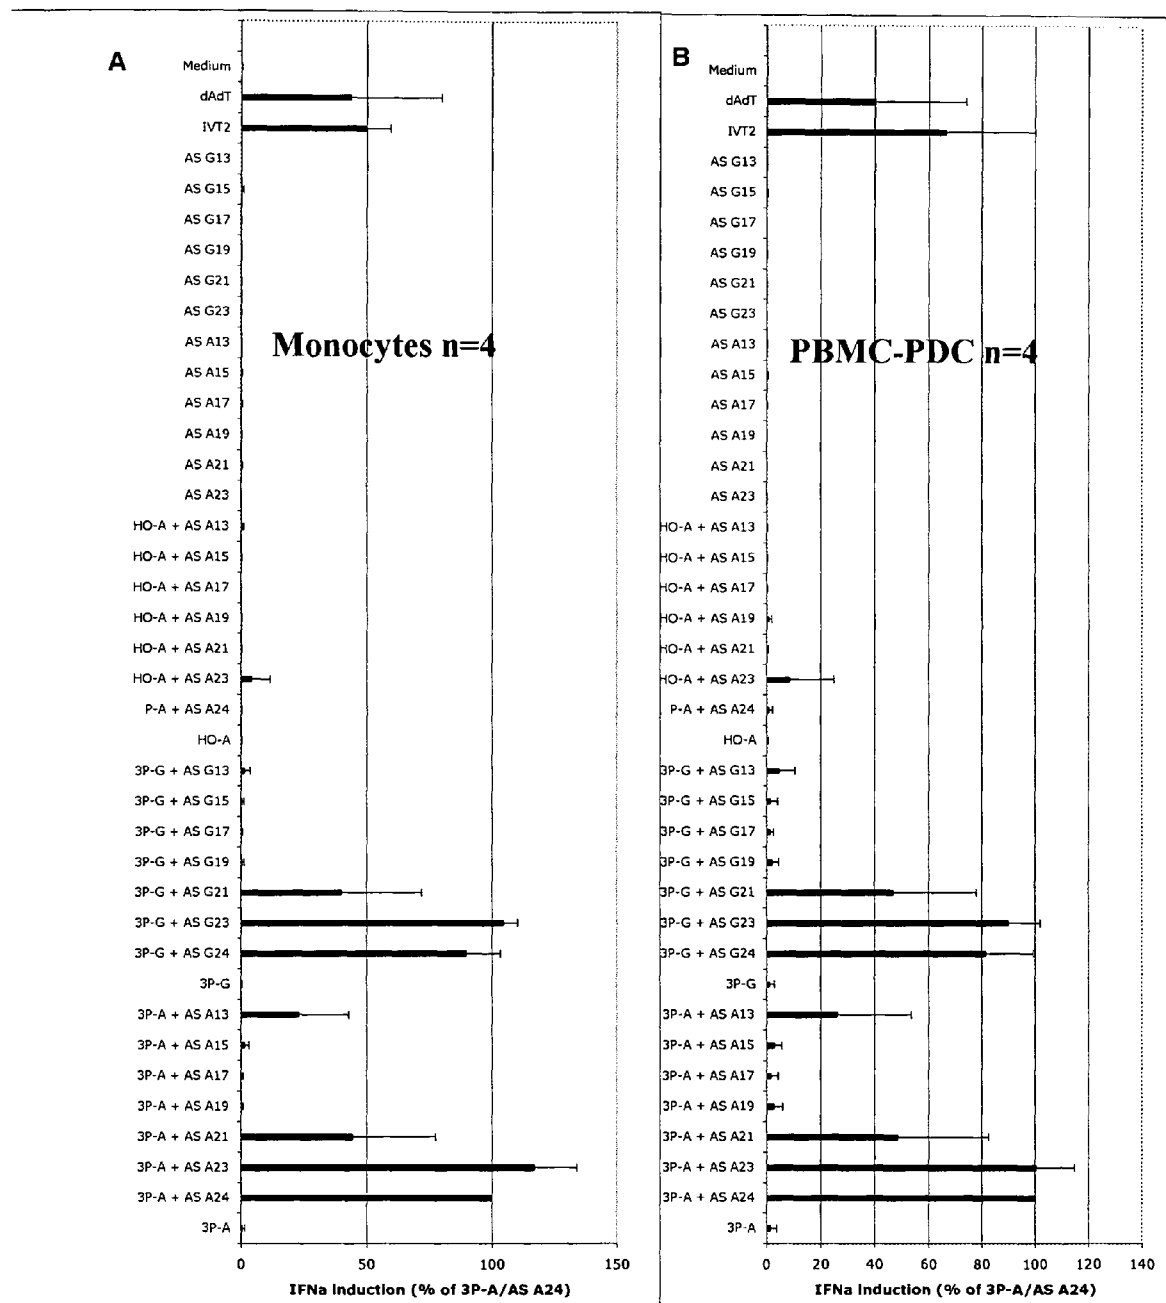 A
Medium
dAdT
IVT2
AS G13
AS G15
AS G17
AS G19
AS G21
AS G23
AS A13
AS A15
AS A17
AS A19
AS A21
AS A23
HO-A + AS A13
HO-A + AS A15
HO-A + AS A17
HO-A + AS A19
HO-A + AS A21
HO-A + AS A23
P-A + AS A24
HO-A
3P-G + AS G13
3P-G + AS G15
3P-G + AS G17
3P-G + AS G19
3P-G + AS G21
3P-G + AS G23
3P-G + AS G24
3P-G
3P-A + AS A13
3P-A + AS A15
3P-A + AS A17
3P-A + AS A19
3P-A + AS A21
3P-A + AS A23
3P-A + AS A24
3P-A
Monocytes n=4
0 50 100 150
IFNa Induction (% of 3P-A/AS A24)
B
Medium
dAdT
IVT2
AS G13
AS G15
AS G17
AS G19
AS G21
AS G23
AS A13
AS A15
AS A17
AS A19
AS A21
AS A23
HO-A + AS A13
HO-A + AS A15
HO-A + AS A17
HO-A + AS A19
HO-A + AS A21
HO-A + AS A23
P-A + AS A24
HO-A
3P-G + AS G13
3P-G + AS G15
3P-G + AS G17
3P-G + AS G19
3P-G + AS G21
3P-G + AS G23
3P-G + AS G24
3P-G
3P-A + AS A13
3P-A + AS A15
3P-A + AS A17
3P-A + AS A19
3P-A + AS A21
3P-A + AS A23
3P-A + AS A24
3P-A
PBMC-PDC n=4
0 20 40 60 80 100 120 140
IFNa Induction (% of 3P-A/AS A24)